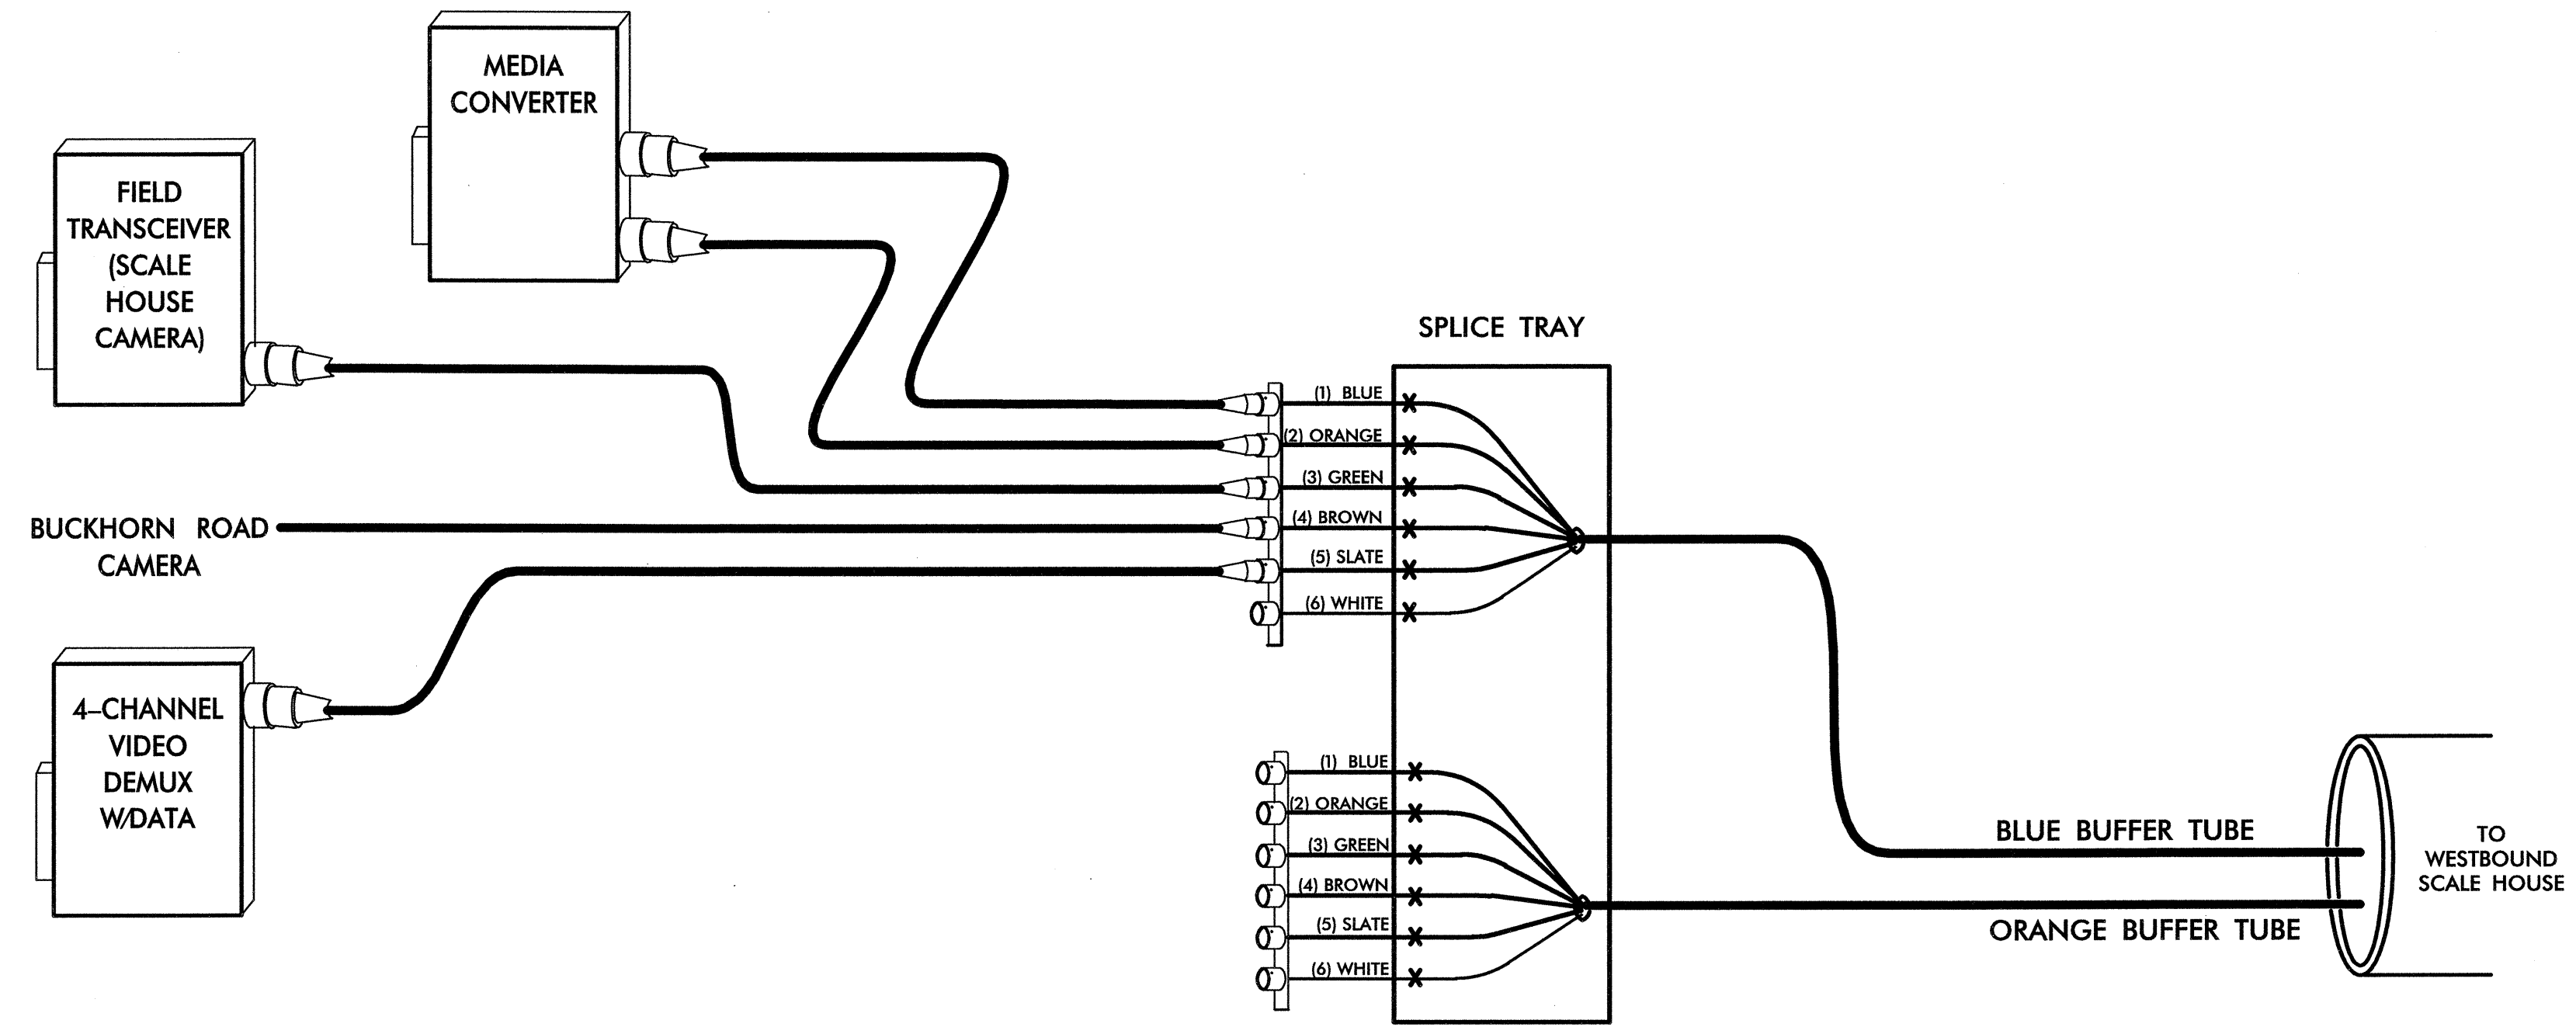 MEDIA
CONVERTER
FIELD
TRANSCEIVER
(SCALE
HOUSE
CAMERA)
SPLICE TRAY
(1) BLUE
(2) ORANGE
(3) GREEN
(4) BROWN
(5) SLATE
(6) WHITE
BUCKHORN ROAD
CAMERA
4-CHANNEL
VIDEO
DEMUX
W/DATA
(1) BLUE
(2) ORANGE
(3) GREEN
(4) BROWN
(5) SLATE
(6) WHITE
BLUE BUFFER TUBE
ORANGE BUFFER TUBE
TO
WESTBOUND
SCALE HOUSE